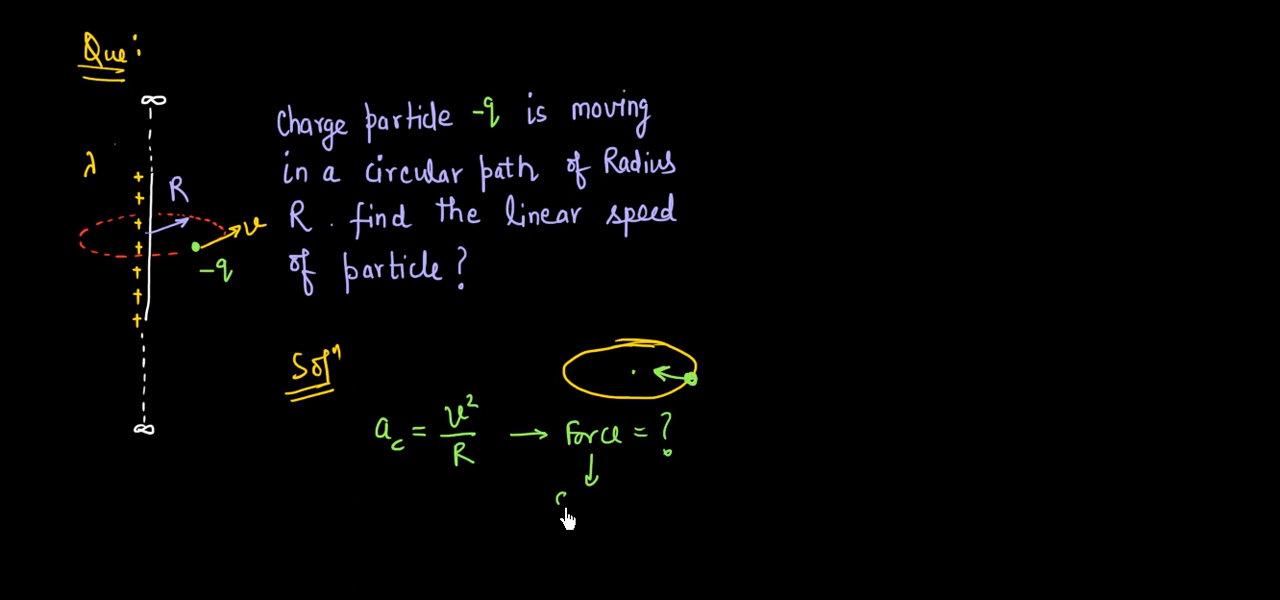 Que:
∞
λ
R
v
-q
+
+
+
+
+
+
+
∞
Charge particle -q is moving
in a circular path of Radius
R. find the linear speed
of particle?
Solⁿ
a_c = v²/R → Force = ?
↓